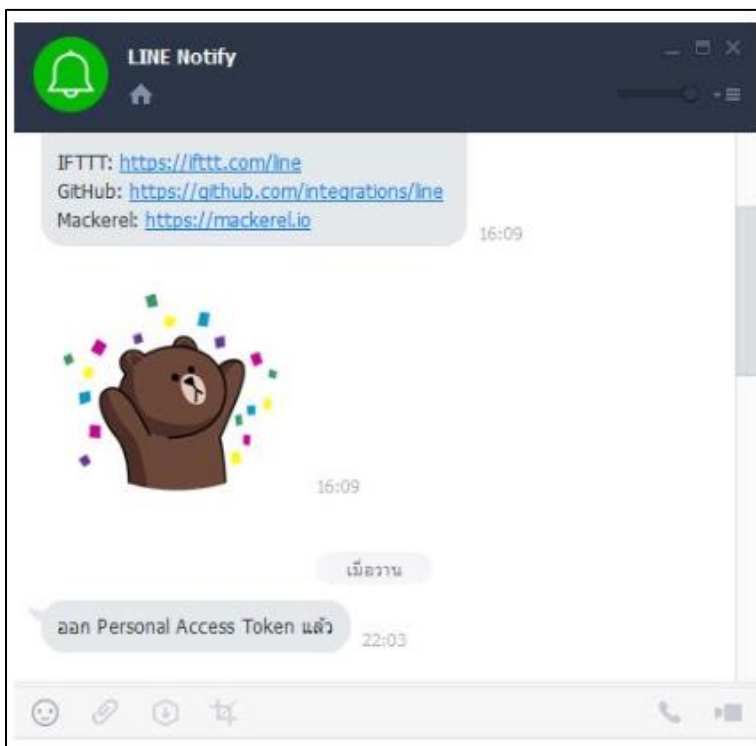 LINE Notify
IFTTT: https://ifttt.com/line
GitHub: https://github.com/integrations/line
Mackerel: https://mackerel.io
16:09
16:09
เมื่อวาน
ออก Personal Access Token แล้ว
22:03